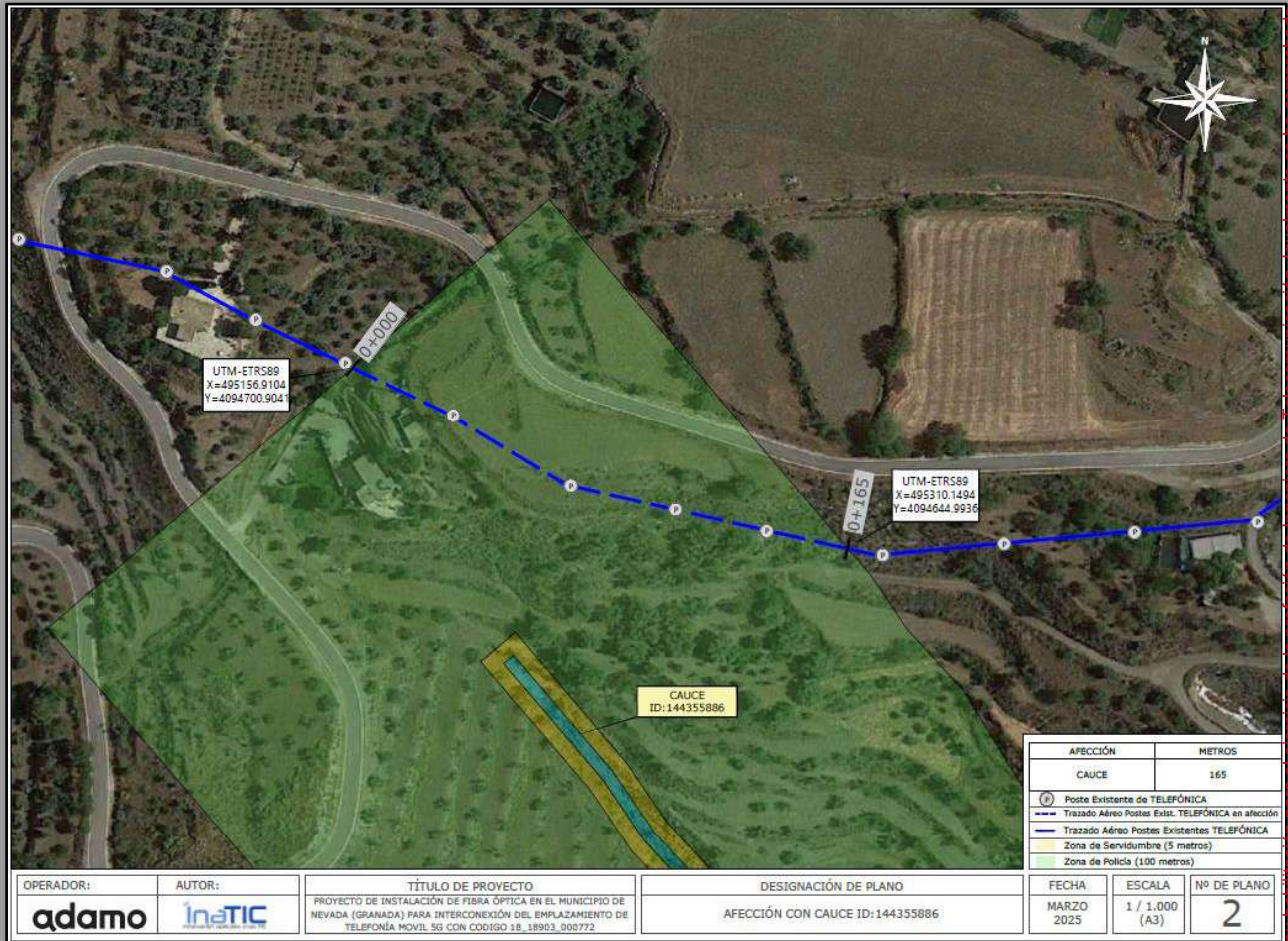 N
P
P
P
P
0+000
UTM-ETRS89
X=495156.9104
Y=4094700.9041
P
P
P
P
0+165
UTM-ETRS89
X=495310.1494
Y=4094644.9936
P
P
P
P
CAUCE
ID:144355886
AFECCIÓN METROS
CAUCE 165
P Poste Existente de TELEFÓNICA
Trazado Aéreo Postes Exist. TELEFÓNICA en afección
Trazado Aéreo Postes Existentes TELEFÓNICA
Zona de Servidumbre (5 metros)
Zona de Policía (100 metros)
OPERADOR:
adamo
AUTOR:
inaTIC
TÍTULO DE PROYECTO
PROYECTO DE INSTALACIÓN DE FIBRA ÓPTICA EN EL MUNICIPIO DE
NEVADA (GRANADA) PARA INTERCONEXIÓN DEL EMPLAZAMIENTO DE
TELEFONÍA MOVIL 5G CON CODIGO 18_18903_000772
DESIGNACIÓN DE PLANO
AFECCIÓN CON CAUCE ID:144355886
FECHA
MARZO
2025
ESCALA
1 / 1.000
(A3)
Nº DE PLANO
2